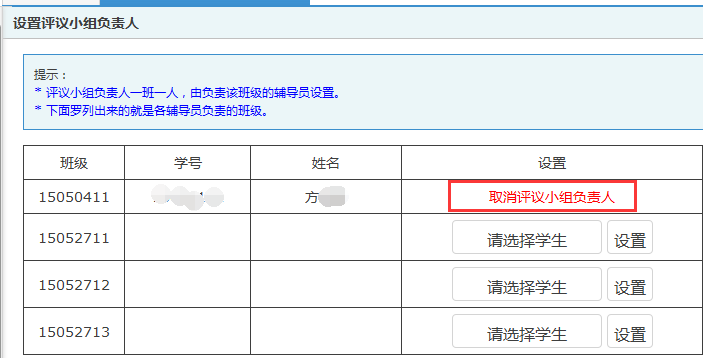 设置评议小组负责人
提示：
* 评议小组负责人一班一人，由负责该班级的辅导员设置。
* 下面罗列出来的就是各辅导员负责的班级。
班级 学号 姓名 设置
15050411 方 取消评议小组负责人
15052711 请选择学生 设置
15052712 请选择学生 设置
15052713 请选择学生 设置